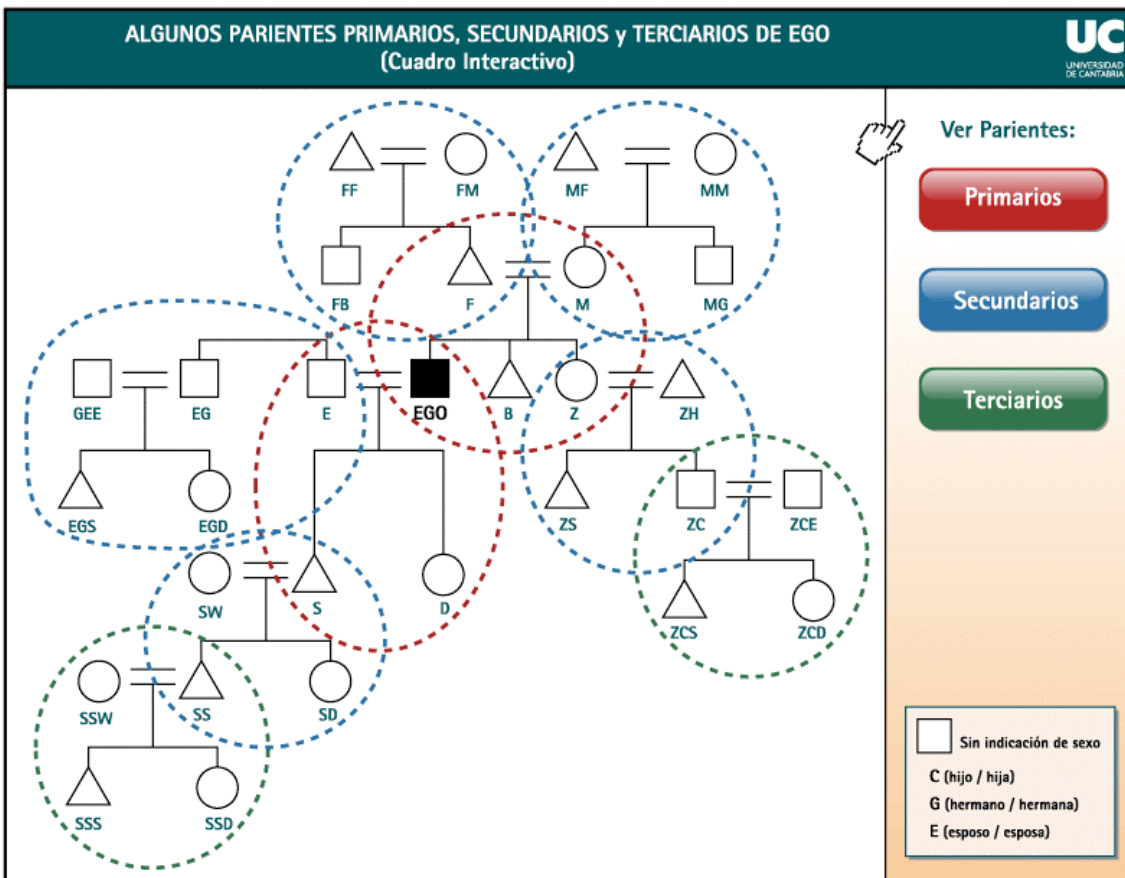 ALGUNOS PARIENTES PRIMARIOS, SECUNDARIOS y TERCIARIOS DE EGO
(Cuadro Interactivo)
UC
UNIVERSIDAD
DE CANTABRIA
Ver Parientes:
Primarios
Secundarios
Terciarios
FF FM MF MM
FB F M MG
GEE EG E EGO B Z ZH
EGS EGD ZS ZC ZCE
SW S D ZCS ZCD
SSW SS SD
SSS SSD
Sin indicación de sexo
C (hijo / hija)
G (hermano / hermana)
E (esposo / esposa)